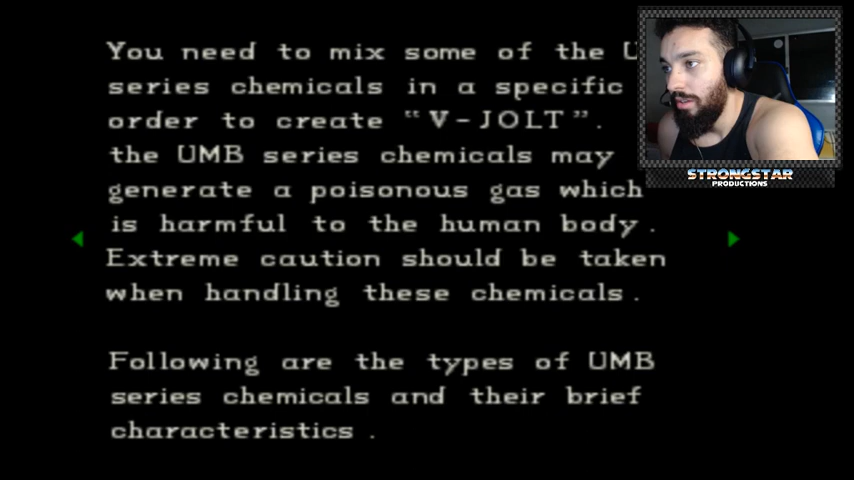 You need to mix some of the U
series chemicals in a specific
order to create "V-JOLT".
the UMB series chemicals may
generate a poisonous gas which
is harmful to the human body.
Extreme caution should be taken
when handling these chemicals.
Following are the types of UMB
series chemicals and their brief
characteristics.
STRONGSTAR
PRODUCTIONS